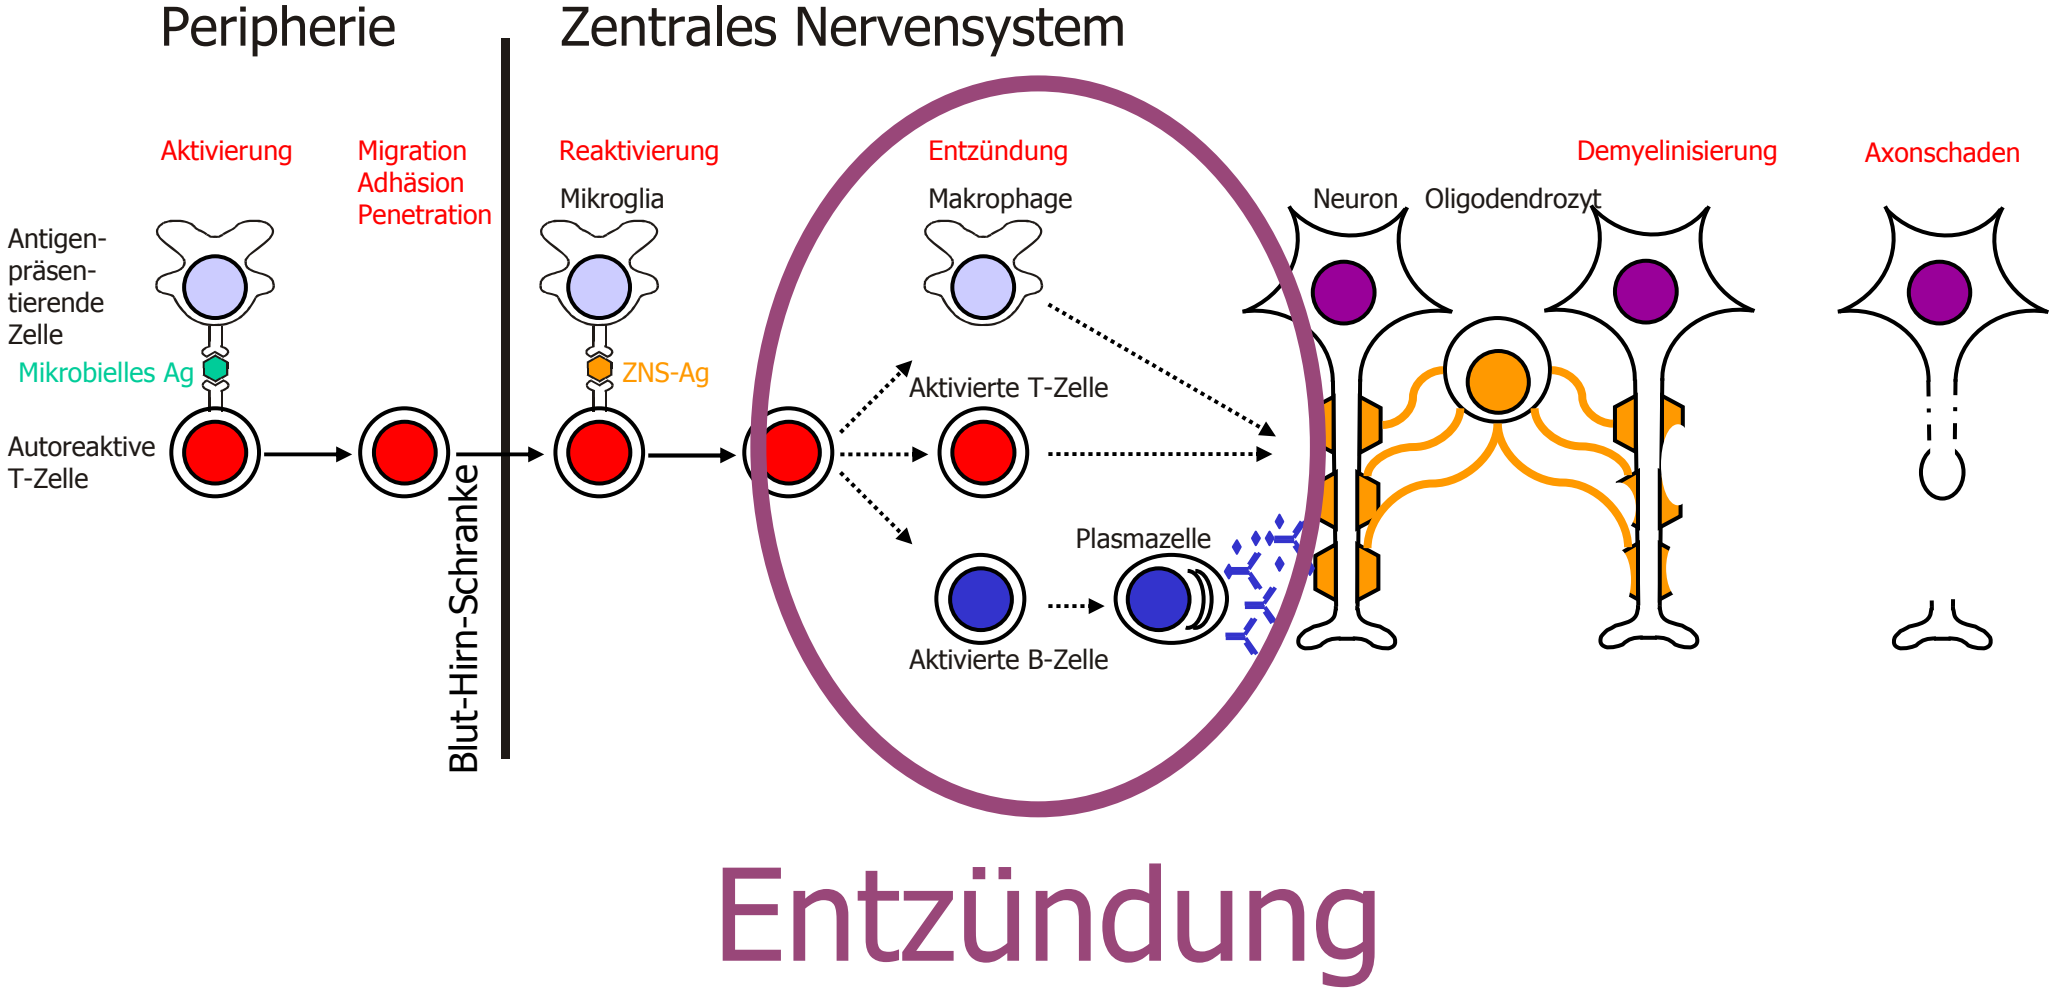 Peripherie
Zentrales Nervensystem
Aktivierung
Migration
Adhäsion
Penetration
Reaktivierung
Mikroglia
Entzündung
Makrophage
Demyelinisierung
Axonschaden
Neuron
Oligodendrozyt
Antigen-
präsen-
tierende
Zelle
Mikrobielles Ag
ZNS-Ag
Aktivierte T-Zelle
Autoreaktive
T-Zelle
Blut-Hirn-Schranke
Plasmazelle
Aktivierte B-Zelle
Entzündung